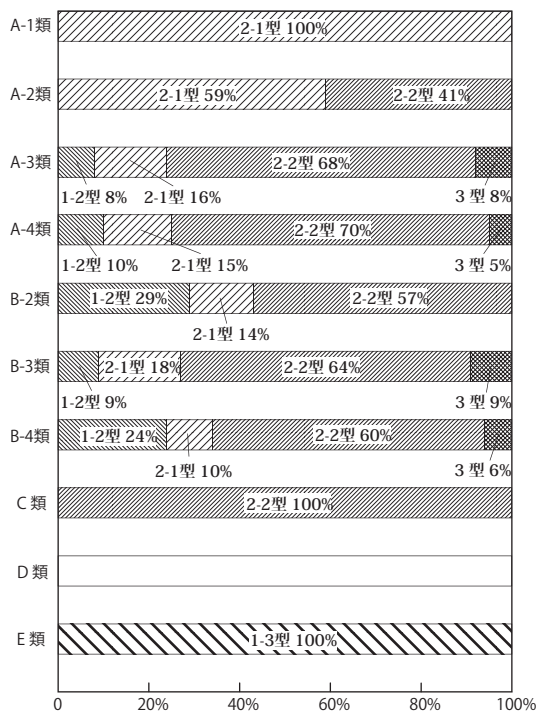 A-1類
2-1型 100%
A-2類
2-1型 59%
2-2型 41%
A-3類
2-2型 68%
1-2型 8%
2-1型 16%
3 型 8%
A-4類
2-2型 70%
1-2型 10%
2-1型 15%
3 型 5%
B-2類
1-2型 29%
2-2型 57%
2-1型 14%
B-3類
2-1型 18%
2-2型 64%
1-2型 9%
3 型 9%
B-4類
1-2型 24%
2-2型 60%
2-1型 10%
3 型 6%
C 類
2-2型 100%
D 類
E 類
1-3型 100%
0 20% 40% 60% 80% 100%